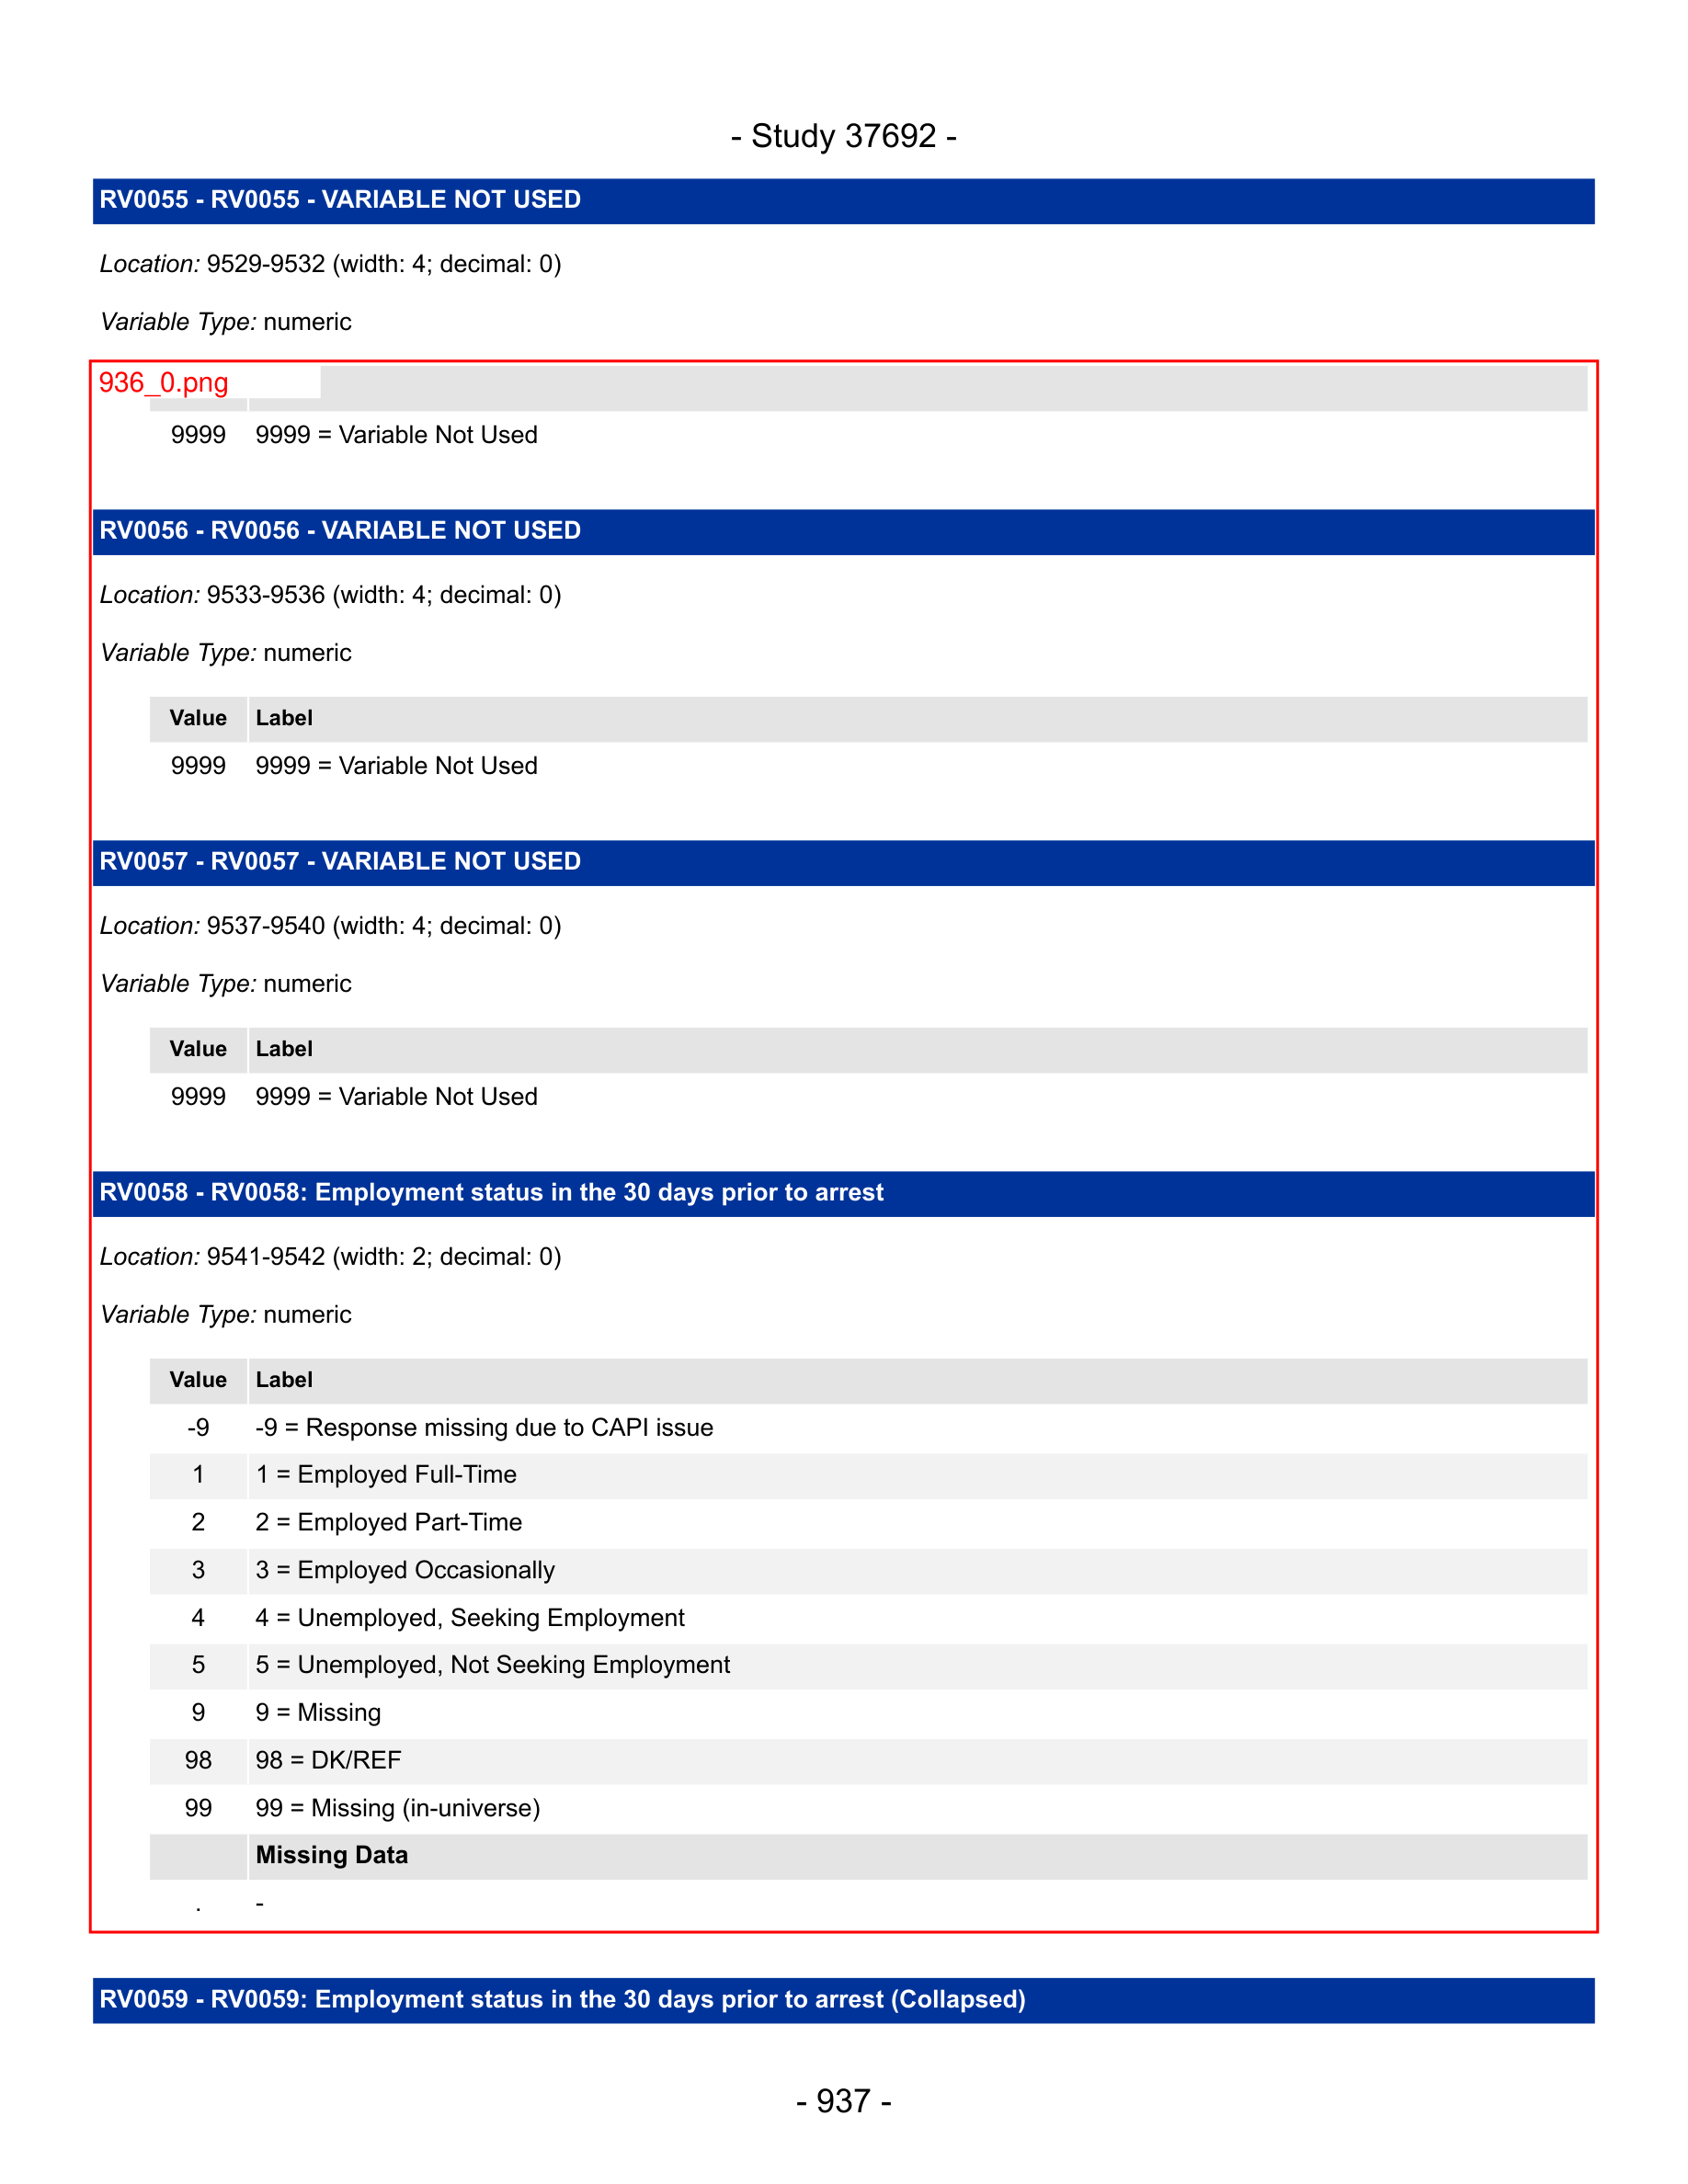 - Study 37692 -
RV0055 - RV0055 - VARIABLE NOT USED
Location: 9529-9532 (width: 4; decimal: 0)
Variable Type: numeric
936_0.png
9999 9999 = Variable Not Used
RV0056 - RV0056 - VARIABLE NOT USED
Location: 9533-9536 (width: 4; decimal: 0)
Variable Type: numeric
Value Label
9999 9999 = Variable Not Used
RV0057 - RV0057 - VARIABLE NOT USED
Location: 9537-9540 (width: 4; decimal: 0)
Variable Type: numeric
Value Label
9999 9999 = Variable Not Used
RV0058 - RV0058: Employment status in the 30 days prior to arrest
Location: 9541-9542 (width: 2; decimal: 0)
Variable Type: numeric
Value Label
-9 -9 = Response missing due to CAPI issue
1 1 = Employed Full-Time
2 2 = Employed Part-Time
3 3 = Employed Occasionally
4 4 = Unemployed, Seeking Employment
5 5 = Unemployed, Not Seeking Employment
9 9 = Missing
98 98 = DK/REF
99 99 = Missing (in-universe)
Missing Data
. -
RV0059 - RV0059: Employment status in the 30 days prior to arrest (Collapsed)
- 937 -